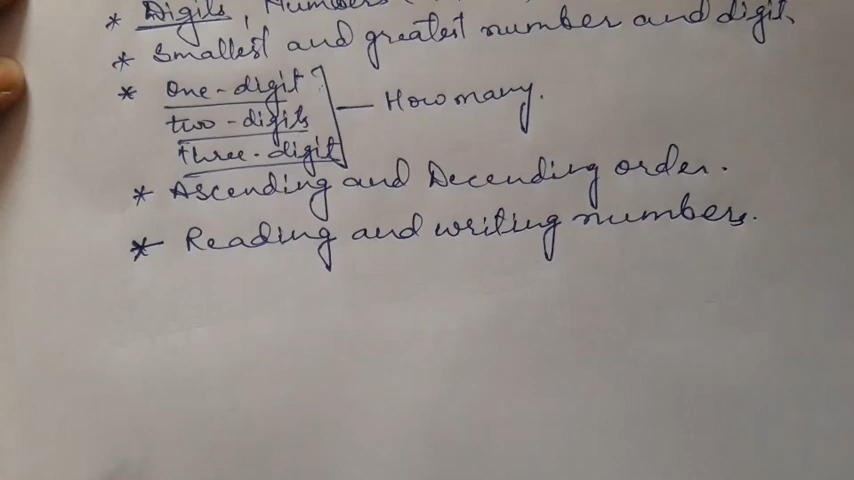 * Digits, Numbers (
* Smallest and greatest number and digit.
* One-digit
two-digits — How many.
three-digit
* Ascending and Decending order.
* Reading and writing numbers.